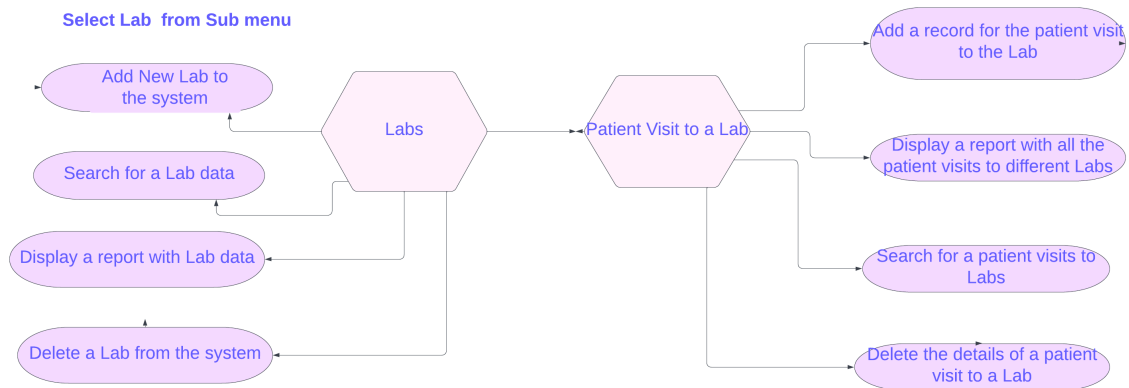 Select Lab  from Sub menu
Add New Lab to
the system
Search for a Lab data
Display a report with Lab data
Delete a Lab from the system
Labs
Patient Visit to a Lab
Add a record for the patient visit
to the Lab
Display a report with all the
patient visits to different Labs
Search for a patient visits to
Labs
Delete the details of a patient
visit to a Lab